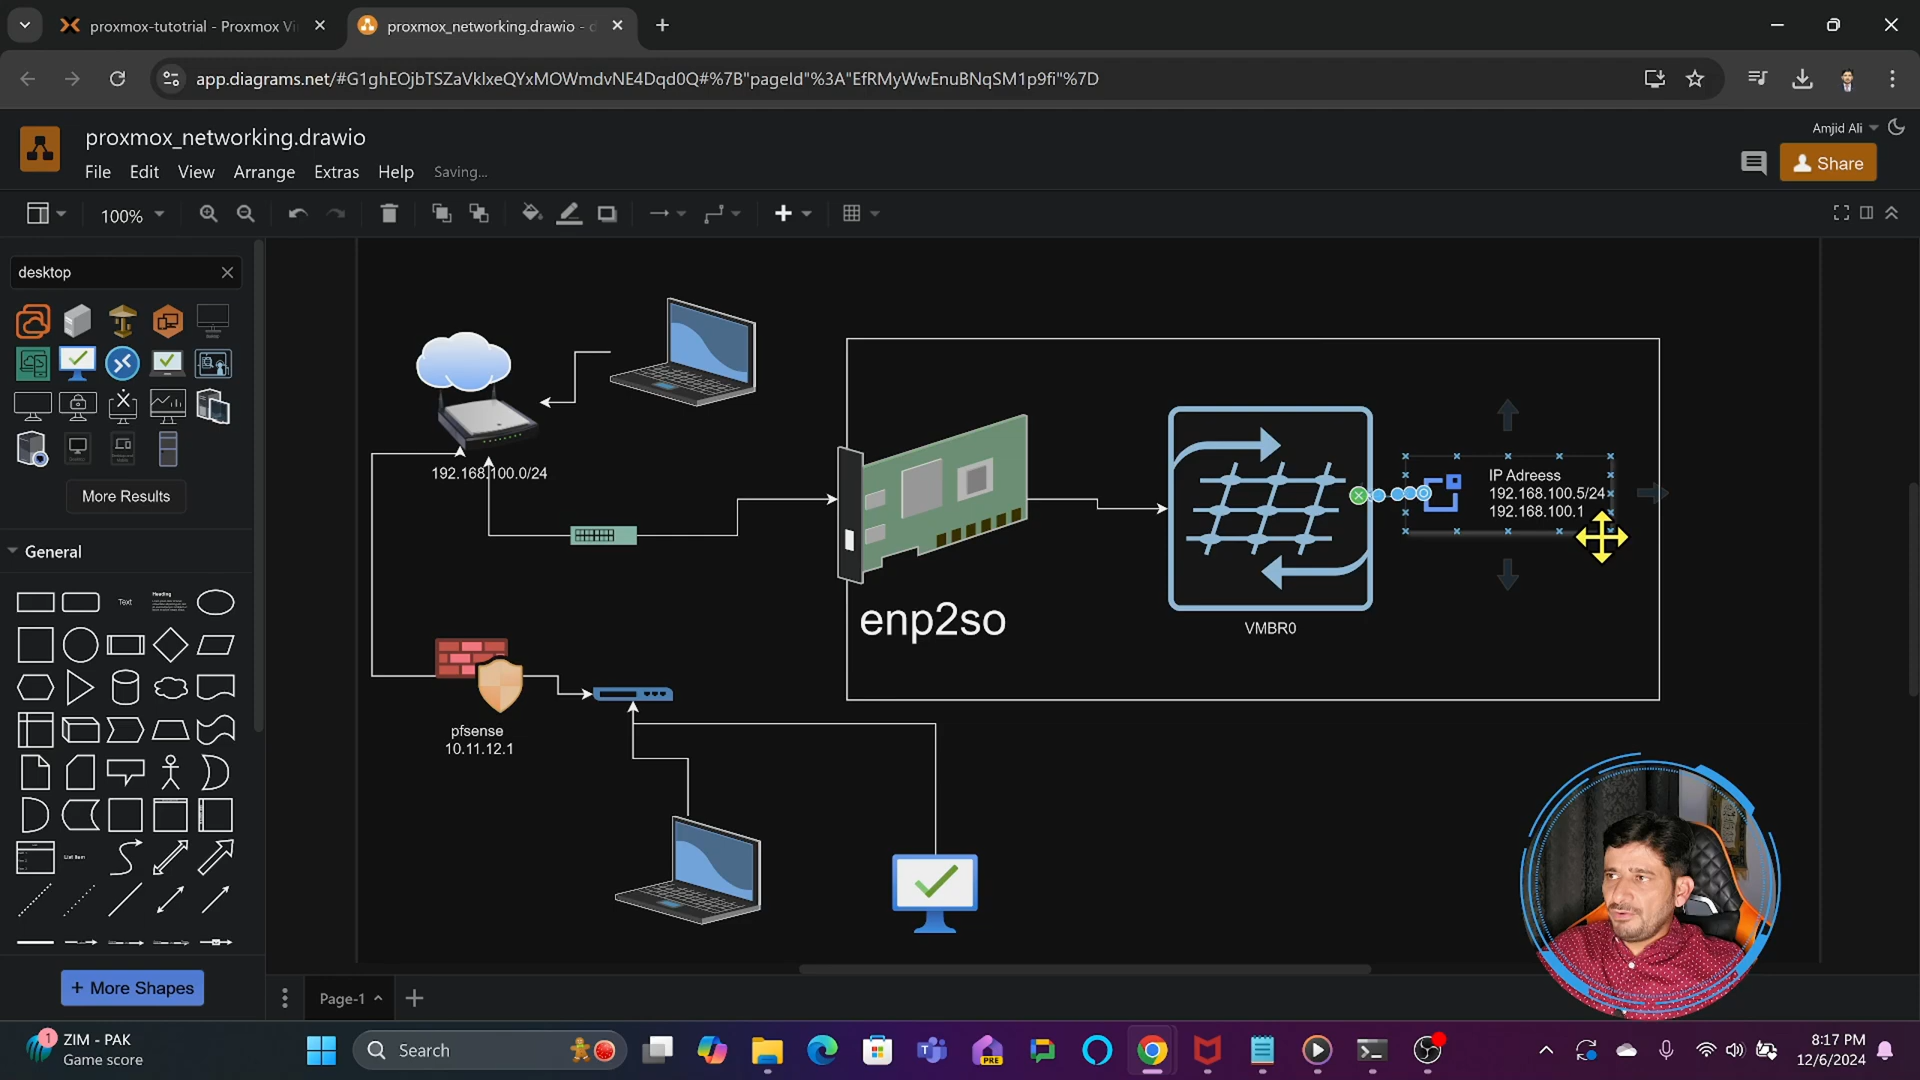 proxmox-tutotrial - Proxmox Vi
proxmox_networking.drawio - d
app.diagrams.net/#G1ghEOjbTSZaVkIxeQYxMOWmdvNE4Dqd0Q#%7B"pageId"%3A"EfRMyWwEnuBNqSM1p9fi"%7D
proxmox_networking.drawio
Amjid Ali
File Edit View Arrange Extras Help Saving...
Share
100%
desktop
More Results
General
Text
Heading
List Item
+ More Shapes
192.168.100.0/24
IP Adreess
192.168.100.5/24
192.168.100.1
enp2so
VMBR0
pfsense
10.11.12.1
Page-1
1
ZIM - PAK
Game score
Search
PRE
8:17 PM
12/6/2024